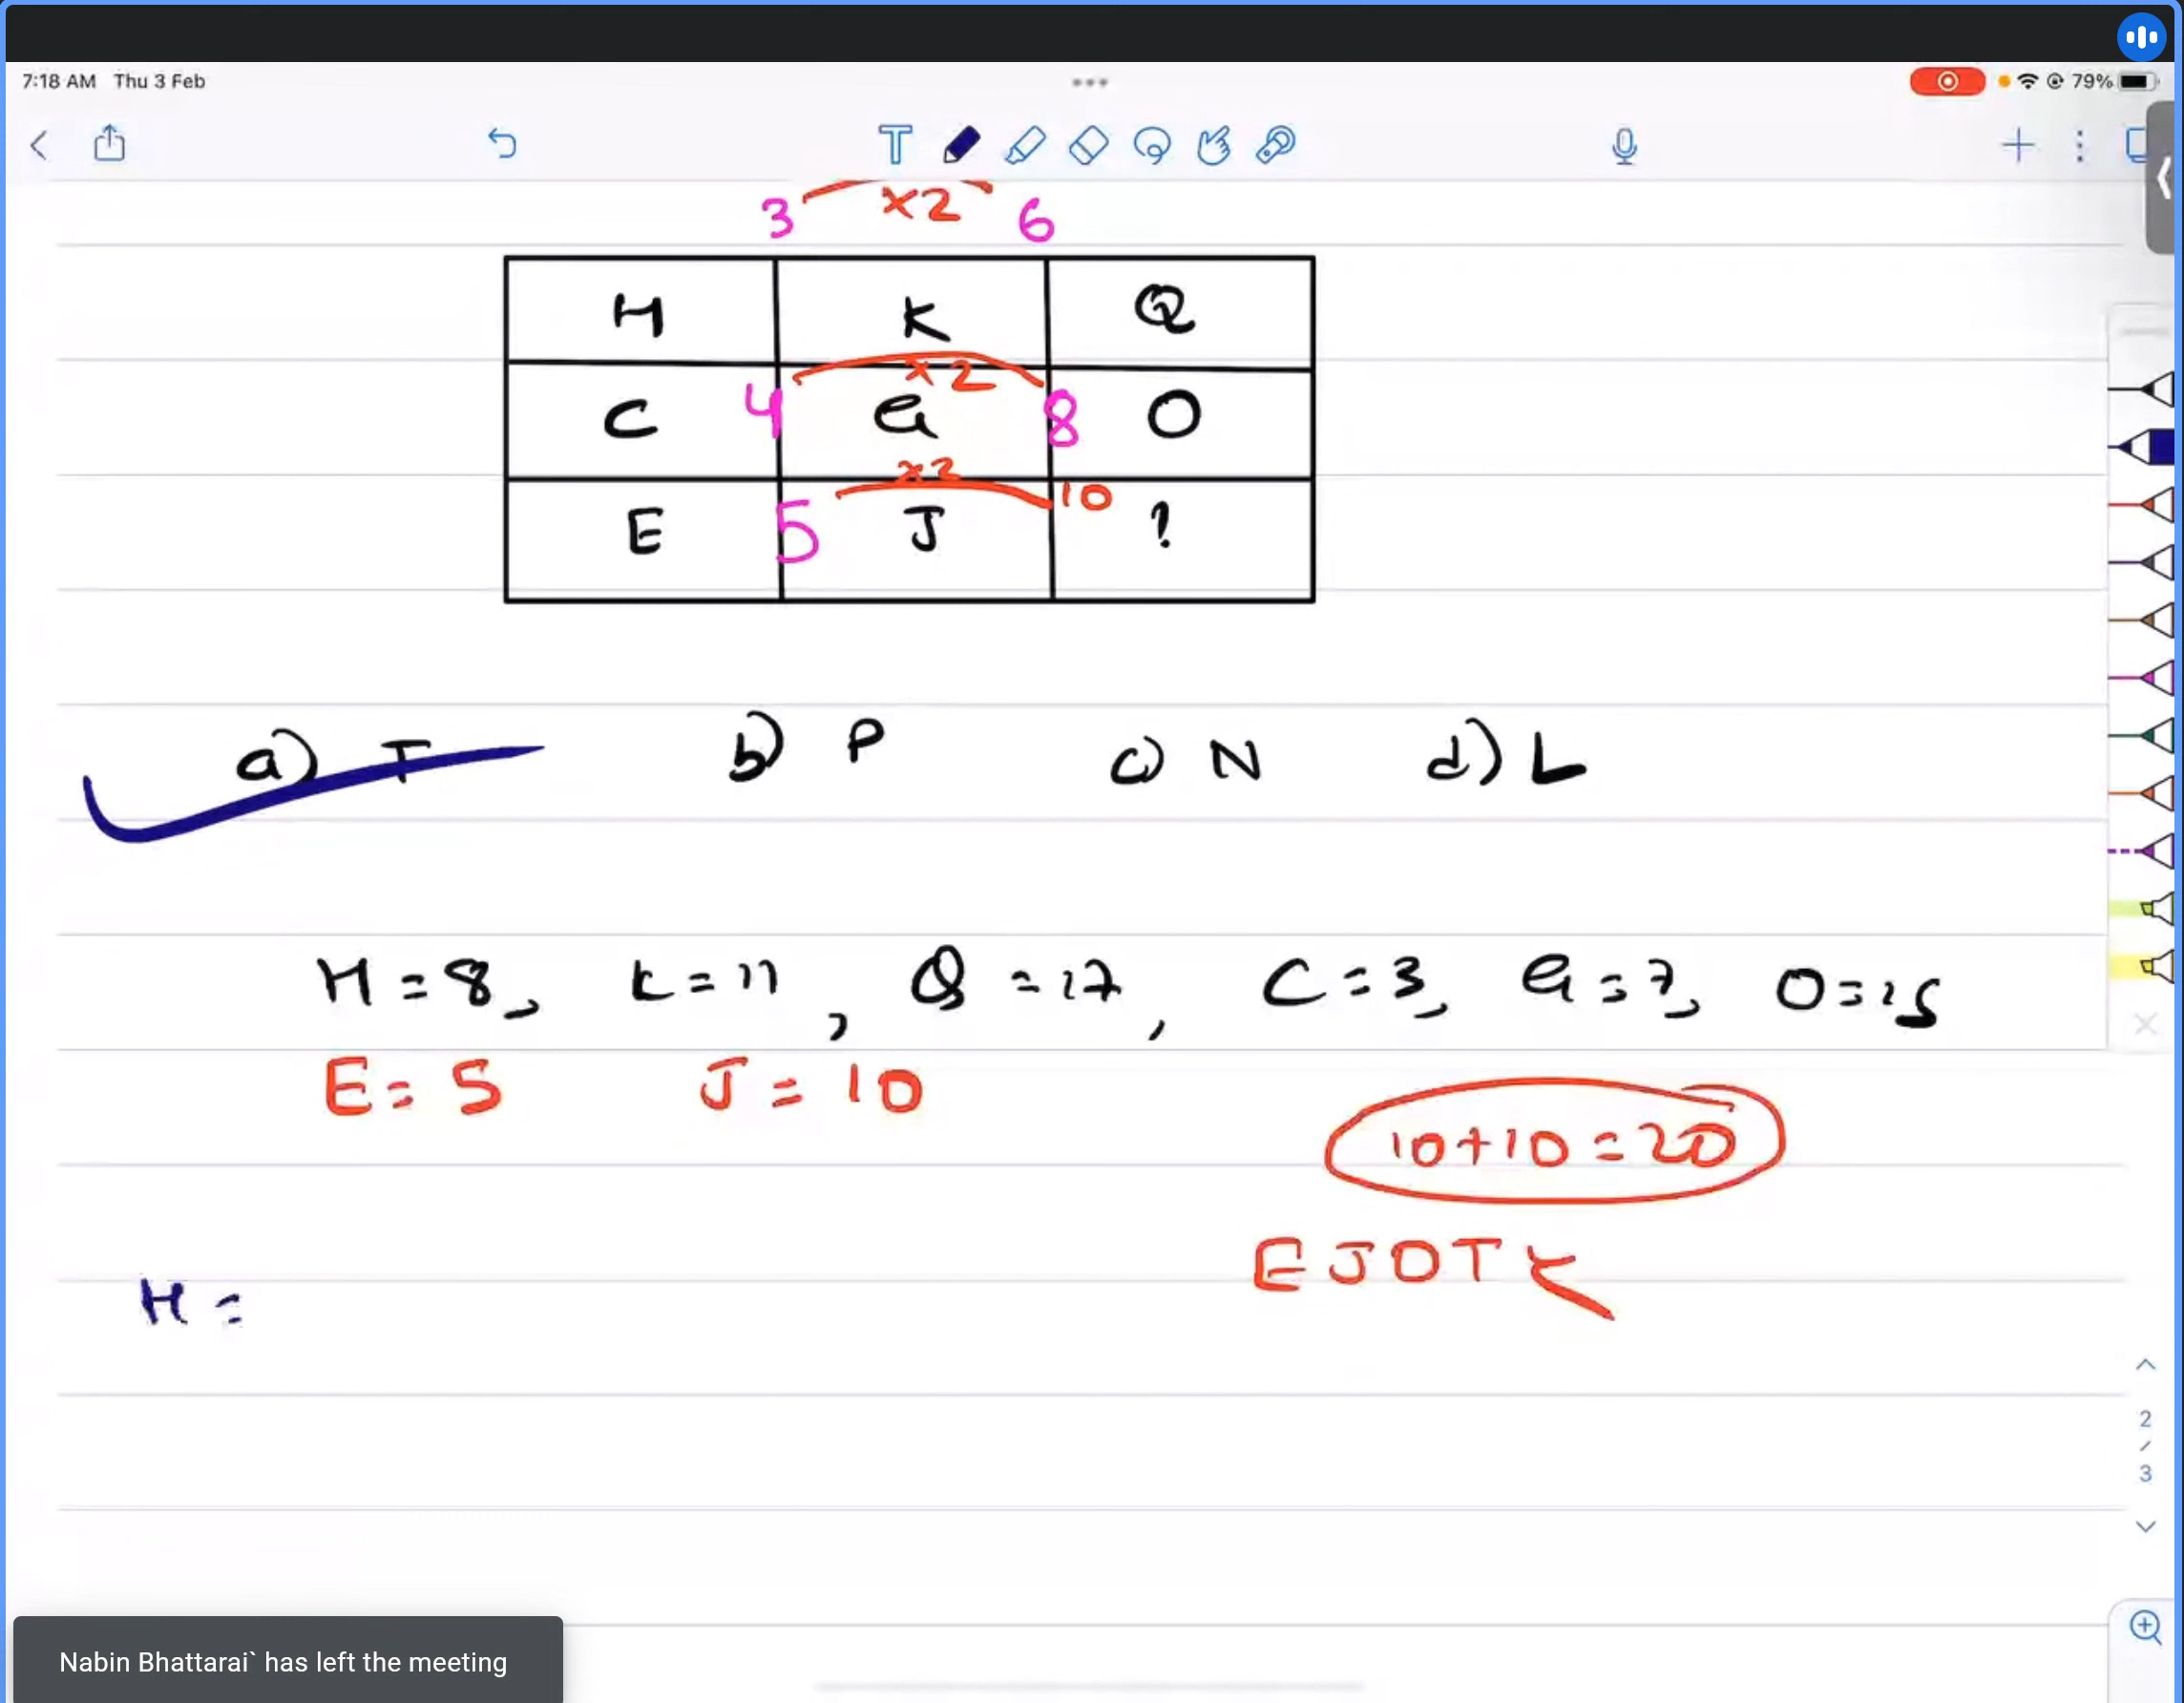 7:18 AM Thu 3 Feb
79%
T
3 ×2 6
H K Q
×2
C 4 G 8 O
×2
E 5 J 10 ?
a) T b) P c) N d) L
H = 8, K = 11, Q = 17, C = 3, G = 7, O = 15
E = 5 J = 10
10+10 = 20
E J O T Y
H =
2
/
3
Nabin Bhattarai` has left the meeting